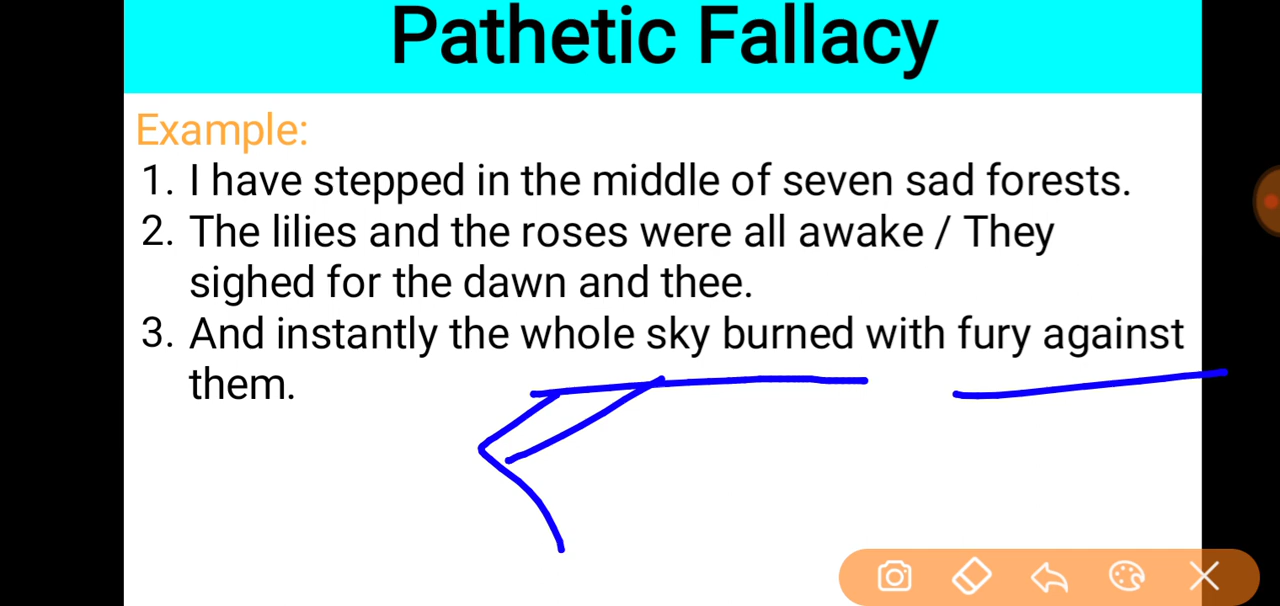 Pathetic Fallacy
Example:
1. I have stepped in the middle of seven sad forests.
2. The lilies and the roses were all awake / They
sighed for the dawn and thee.
3. And instantly the whole sky burned with fury against
them.